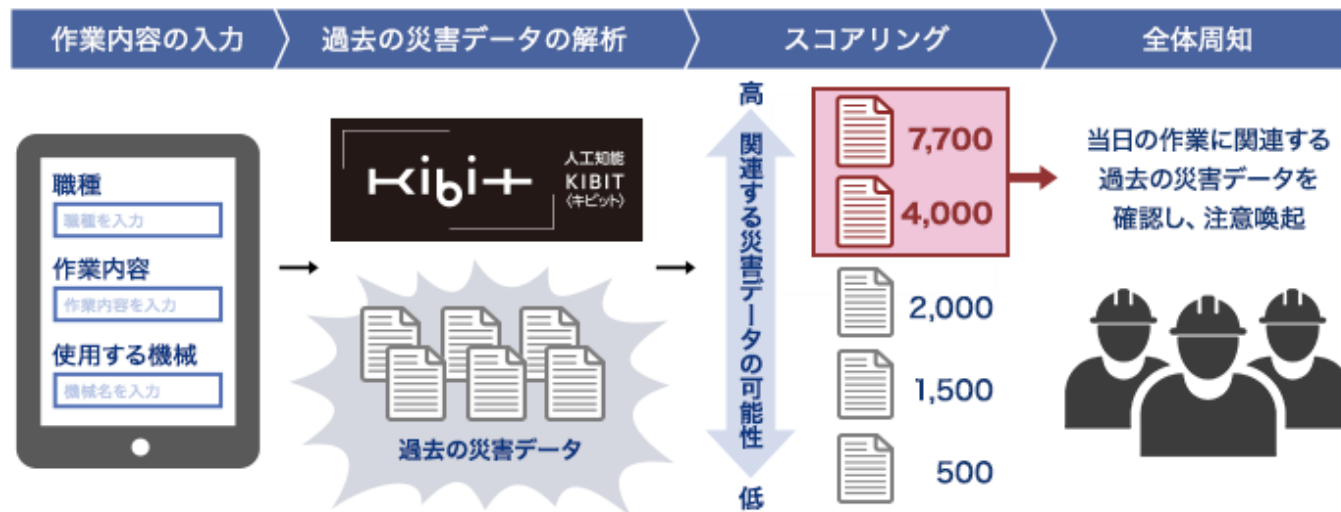 作業内容の入力
過去の災害データの解析
スコアリング
全体周知
職種
職種を入力
作業内容
作業内容を入力
使用する機械
機械名を入力
kibit
人工知能
KIBIT
（キビット）
過去の災害データ
高
関連する災害データの可能性
低
7,700
4,000
2,000
1,500
500
当日の作業に関連する
過去の災害データを
確認し、注意喚起